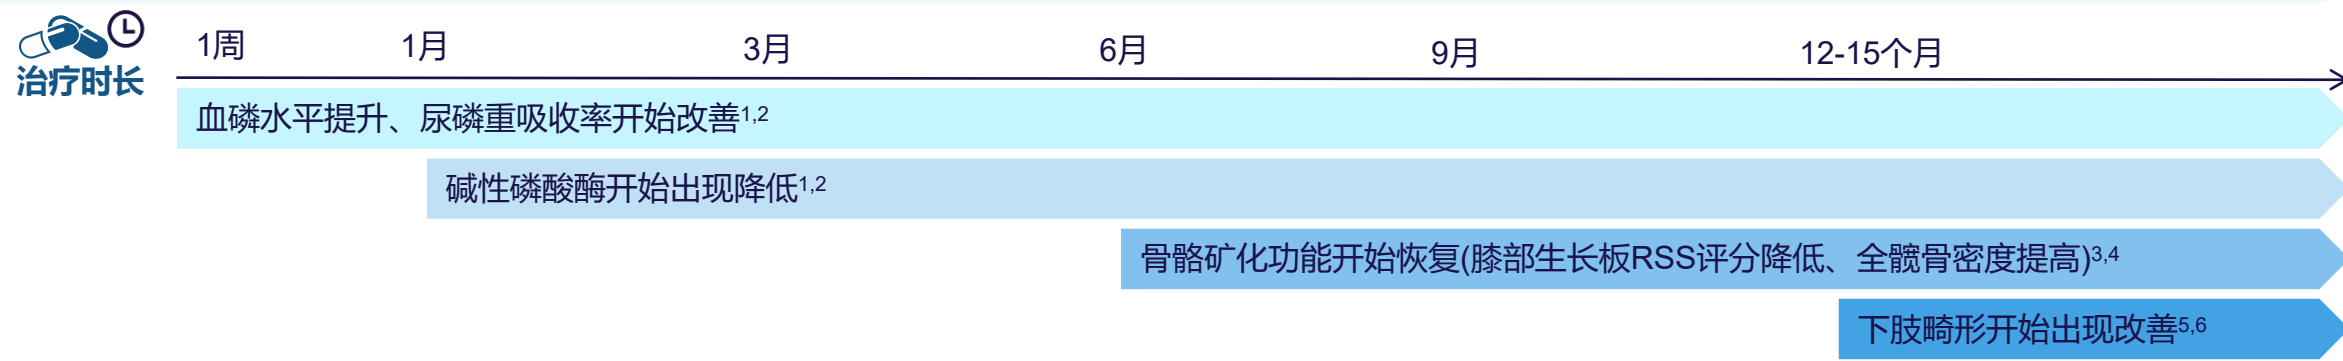 治疗时长
1周 1月 3月 6月 9月 12-15个月
血磷水平提升、尿磷重吸收率开始改善1,2
碱性磷酸酶开始出现降低1,2
骨骼矿化功能开始恢复(膝部生长板RSS评分降低、全髋骨密度提高)3,4
下肢畸形开始出现改善5,6